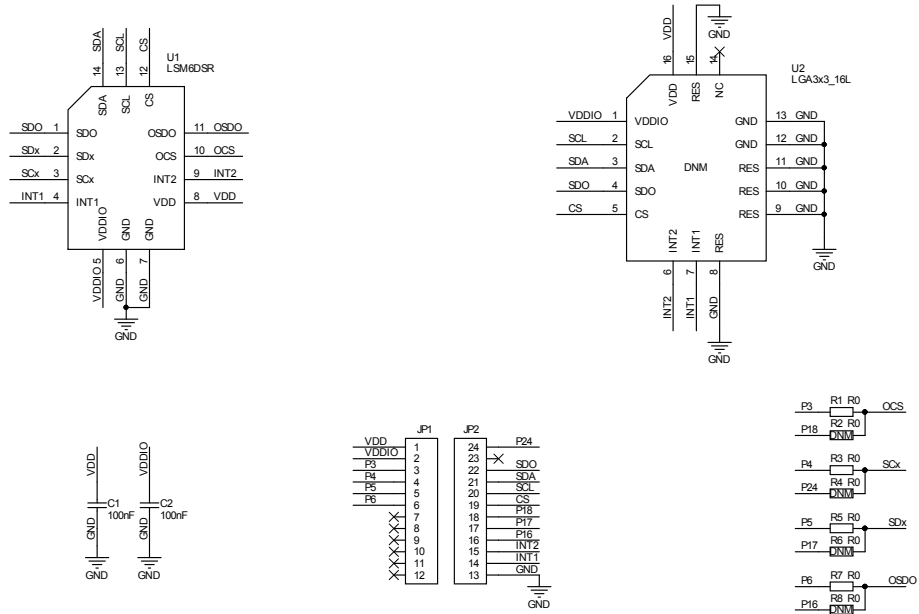 SDA
SCL
CS
14
13
12
U1
LSM6DSR
SDA
SCL
CS
SDO 1 SDO
OSDO 11 OSDO
SDx 2 SDx
OCS 10 OCS
SCx 3 SCx
INT2 9 INT2
INT1 4 INT1
VDD 8 VDD
VDDIO
GND
GND
5
6
7
VDDIO
GND
GND
GND
VDD
GND
16
15
14
U2
LGA3x3_16L
VDD
RES
NC
VDDIO 1 VDDIO
GND 13 GND
SCL 2 SCL
GND 12 GND
SDA 3 SDA
DNM
RES 11 GND
SDO 4 SDO
RES 10 GND
CS 5 CS
RES 9 GND
INT2
INT1
RES
6
7
8
GND
INT2
INT1
GND
GND
VDD
C1
100nF
GND
GND
VDDIO
C2
100nF
GND
GND
JP1
VDD 1
VDDIO 2
P3 3
P4 4
P5 5
P6 6
7
8
9
10
11
12
JP2
24 P24
23
22 SDO
21 SDA
20 SCL
19 CS
18 P18
17 P17
16 P16
15 INT2
14 INT1
13 GND
GND
P3 R1 R0 OCS
P18 R2 R0
DNM
P4 R3 R0 SCx
P24 R4 R0
DNM
P5 R5 R0 SDx
P17 R6 R0
DNM
P6 R7 R0 OSDO
P16 R8 R0
DNM